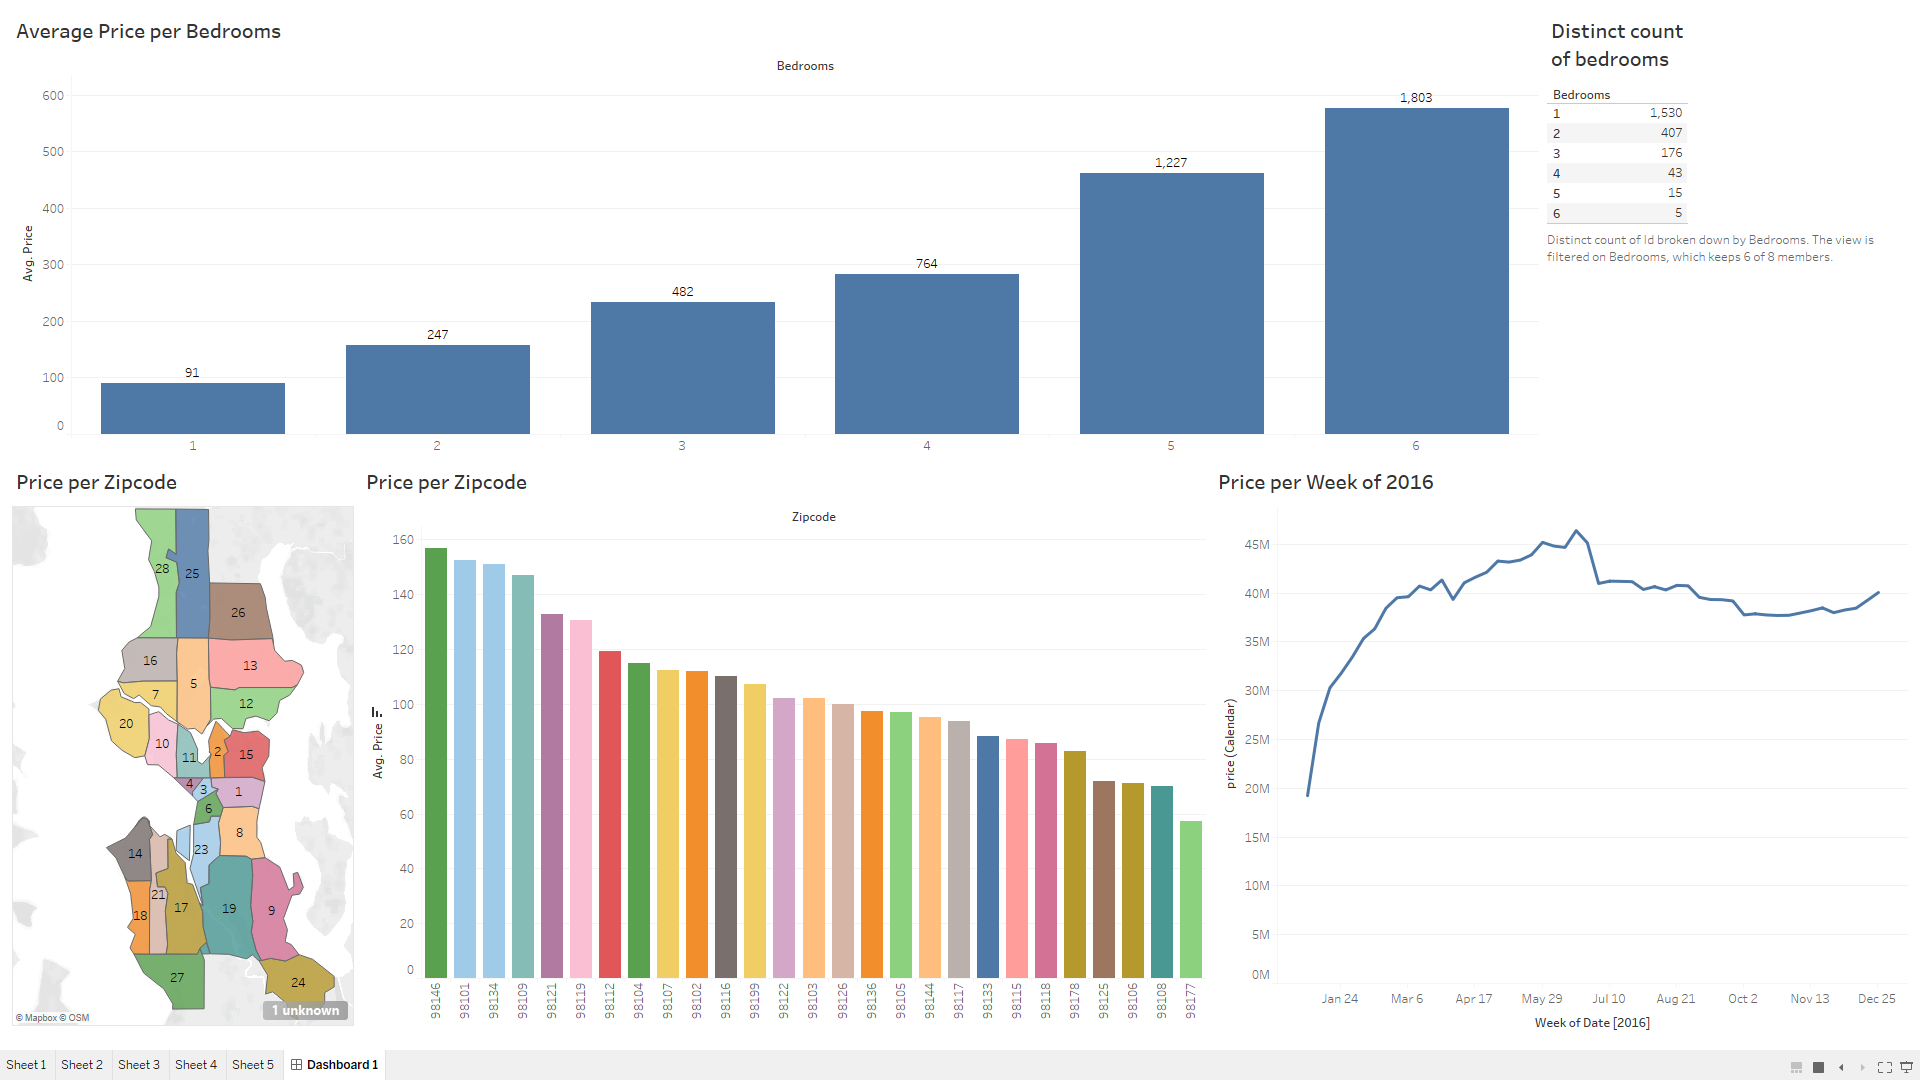 Average Price per Bedrooms
Bedrooms
Avg. Price
600
500
400
300
200
100
0
91
247
482
764
1,227
1,803
1
2
3
4
5
6
Distinct count
of bedrooms
Bedrooms
1 1,530
2 407
3 176
4 43
5 15
6 5
Distinct count of Id broken down by Bedrooms. The view is
filtered on Bedrooms, which keeps 6 of 8 members.
Price per Zipcode
28
25
26
16
13
5
7
12
20
10
11
2
15
4
3
1
6
8
14
23
21
18
17
19
9
27
24
1 unknown
© Mapbox © OSM
Price per Zipcode
Zipcode
Avg. Price
160
140
120
100
80
60
40
20
0
98146
98101
98134
98109
98121
98119
98112
98104
98107
98102
98116
98199
98122
98103
98126
98136
98105
98144
98117
98133
98115
98118
98178
98125
98106
98108
98177
Price per Week of 2016
price (Calendar)
45M
40M
35M
30M
25M
20M
15M
10M
5M
0M
Jan 24
Mar 6
Apr 17
May 29
Jul 10
Aug 21
Oct 2
Nov 13
Dec 25
Week of Date [2016]
Sheet 1
Sheet 2
Sheet 3
Sheet 4
Sheet 5
Dashboard 1